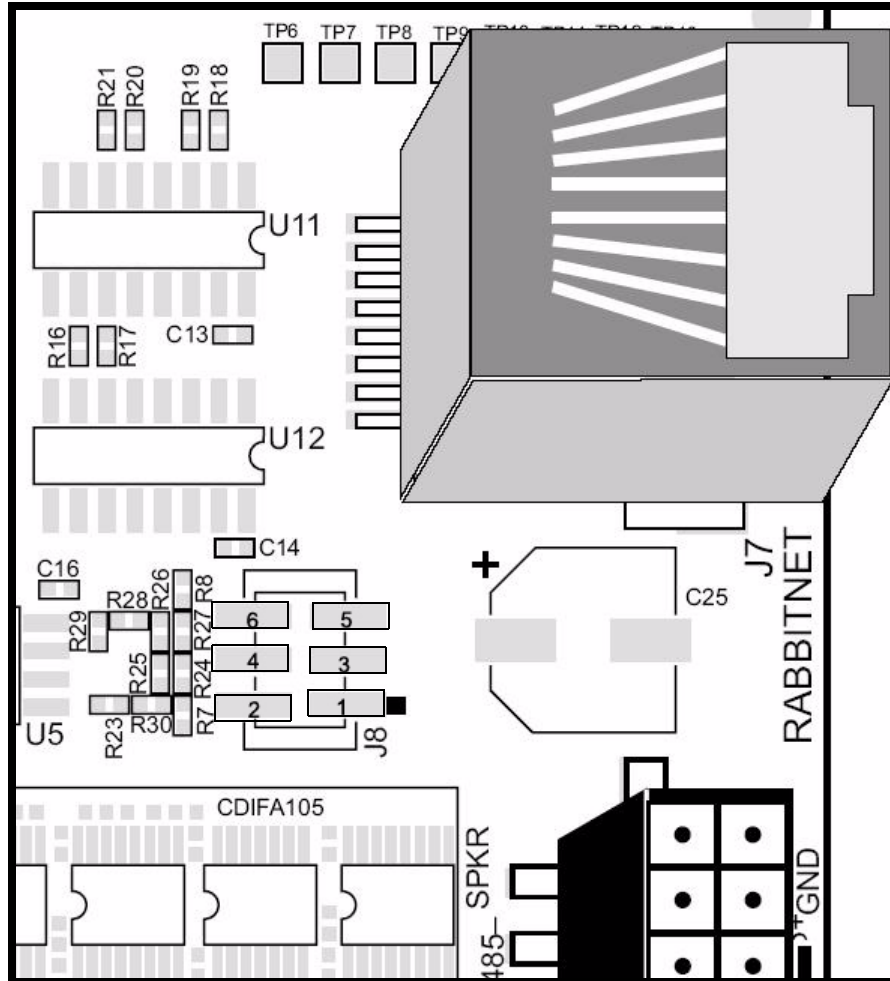 TP6
TP7
TP8
TP9
R21
R20
R19
R18
U11
R16
R17
C13
U12
C14
J7
RABBITNET
C16
R26
R8
R28
R29
R27
6
5
C25
R25
R24
4
3
R23
R30
R7
2
1
U5
J8
CDIFA105
SPKR
GND
485–